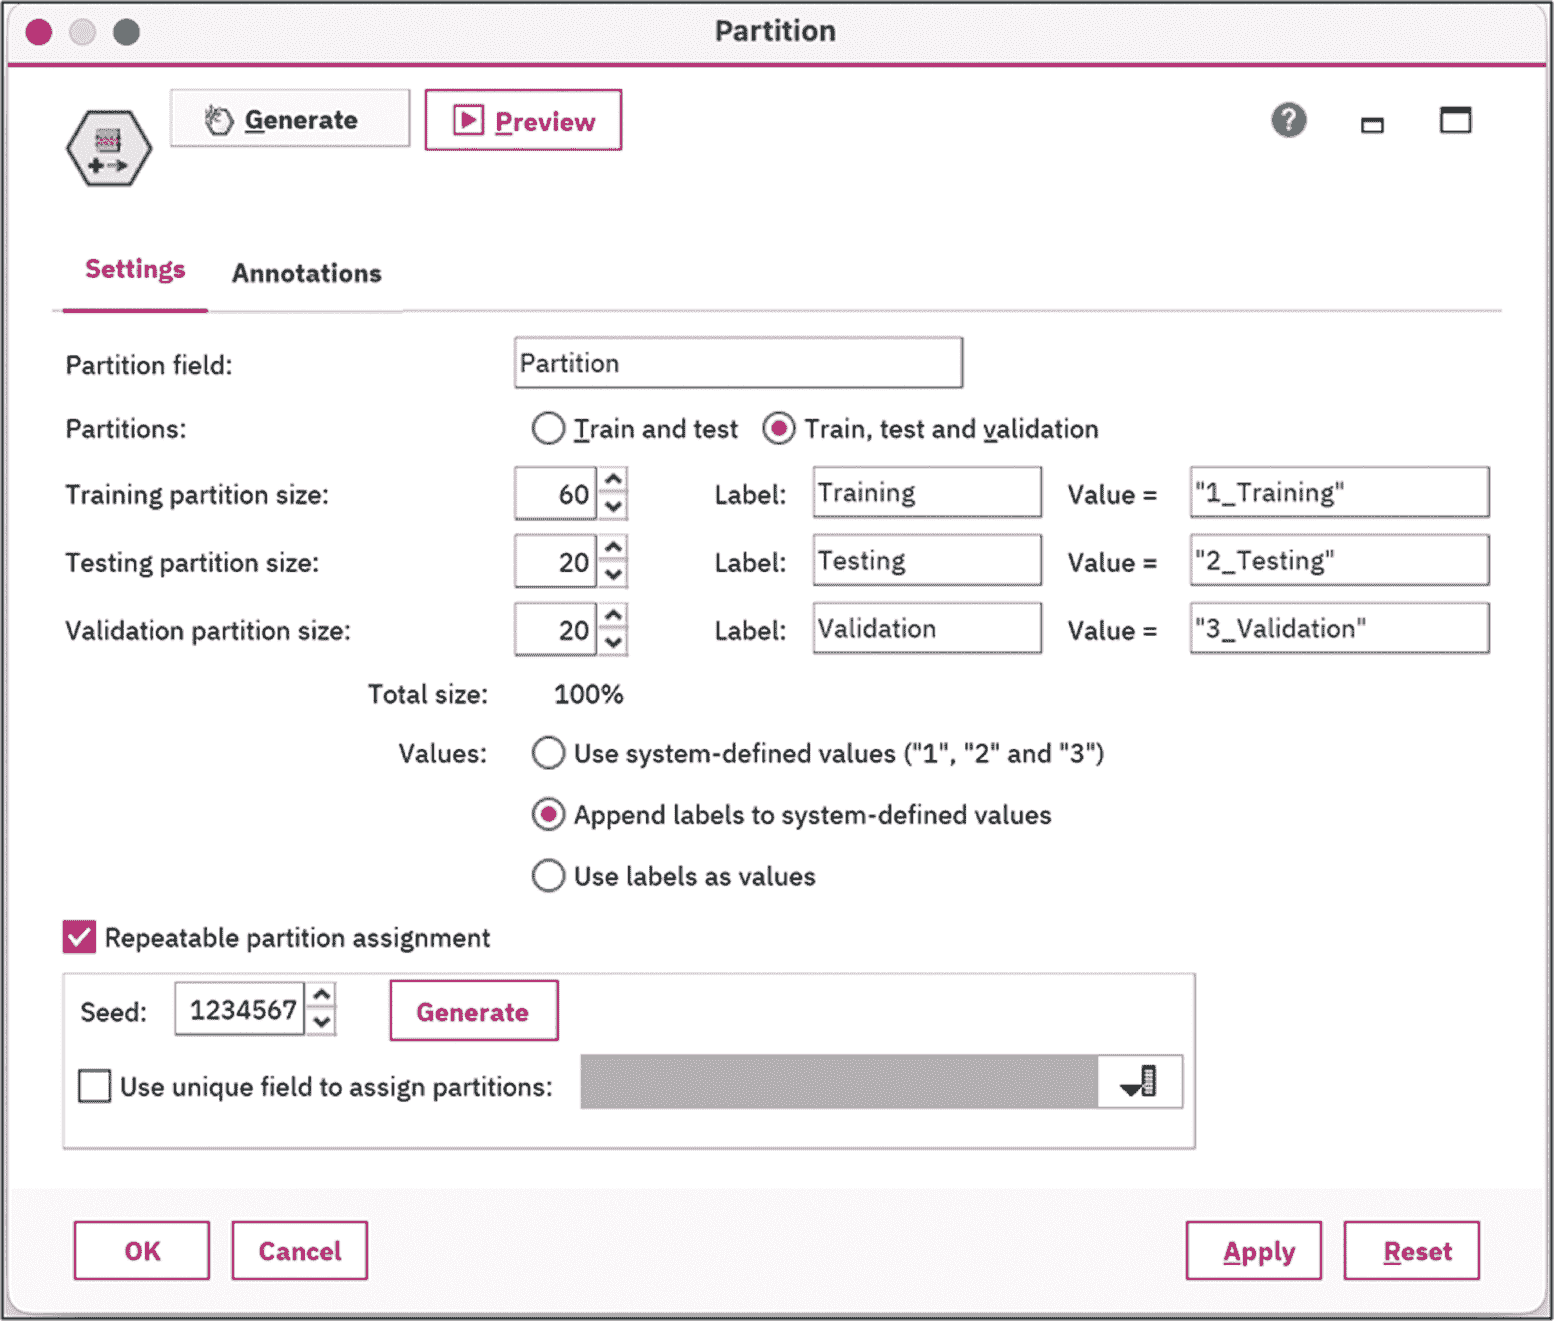 Partition
Generate Preview ?
Settings Annotations
Partition field: Partition
Partitions: Train and test Train, test and validation
Training partition size: 60 Label: Training Value = "1_Training"
Testing partition size: 20 Label: Testing Value = "2_Testing"
Validation partition size: 20 Label: Validation Value = "3_Validation"
Total size: 100%
Values: Use system-defined values ("1", "2" and "3")
Append labels to system-defined values
Use labels as values
Repeatable partition assignment
Seed: 1234567 Generate
Use unique field to assign partitions:
OK Cancel Apply Reset